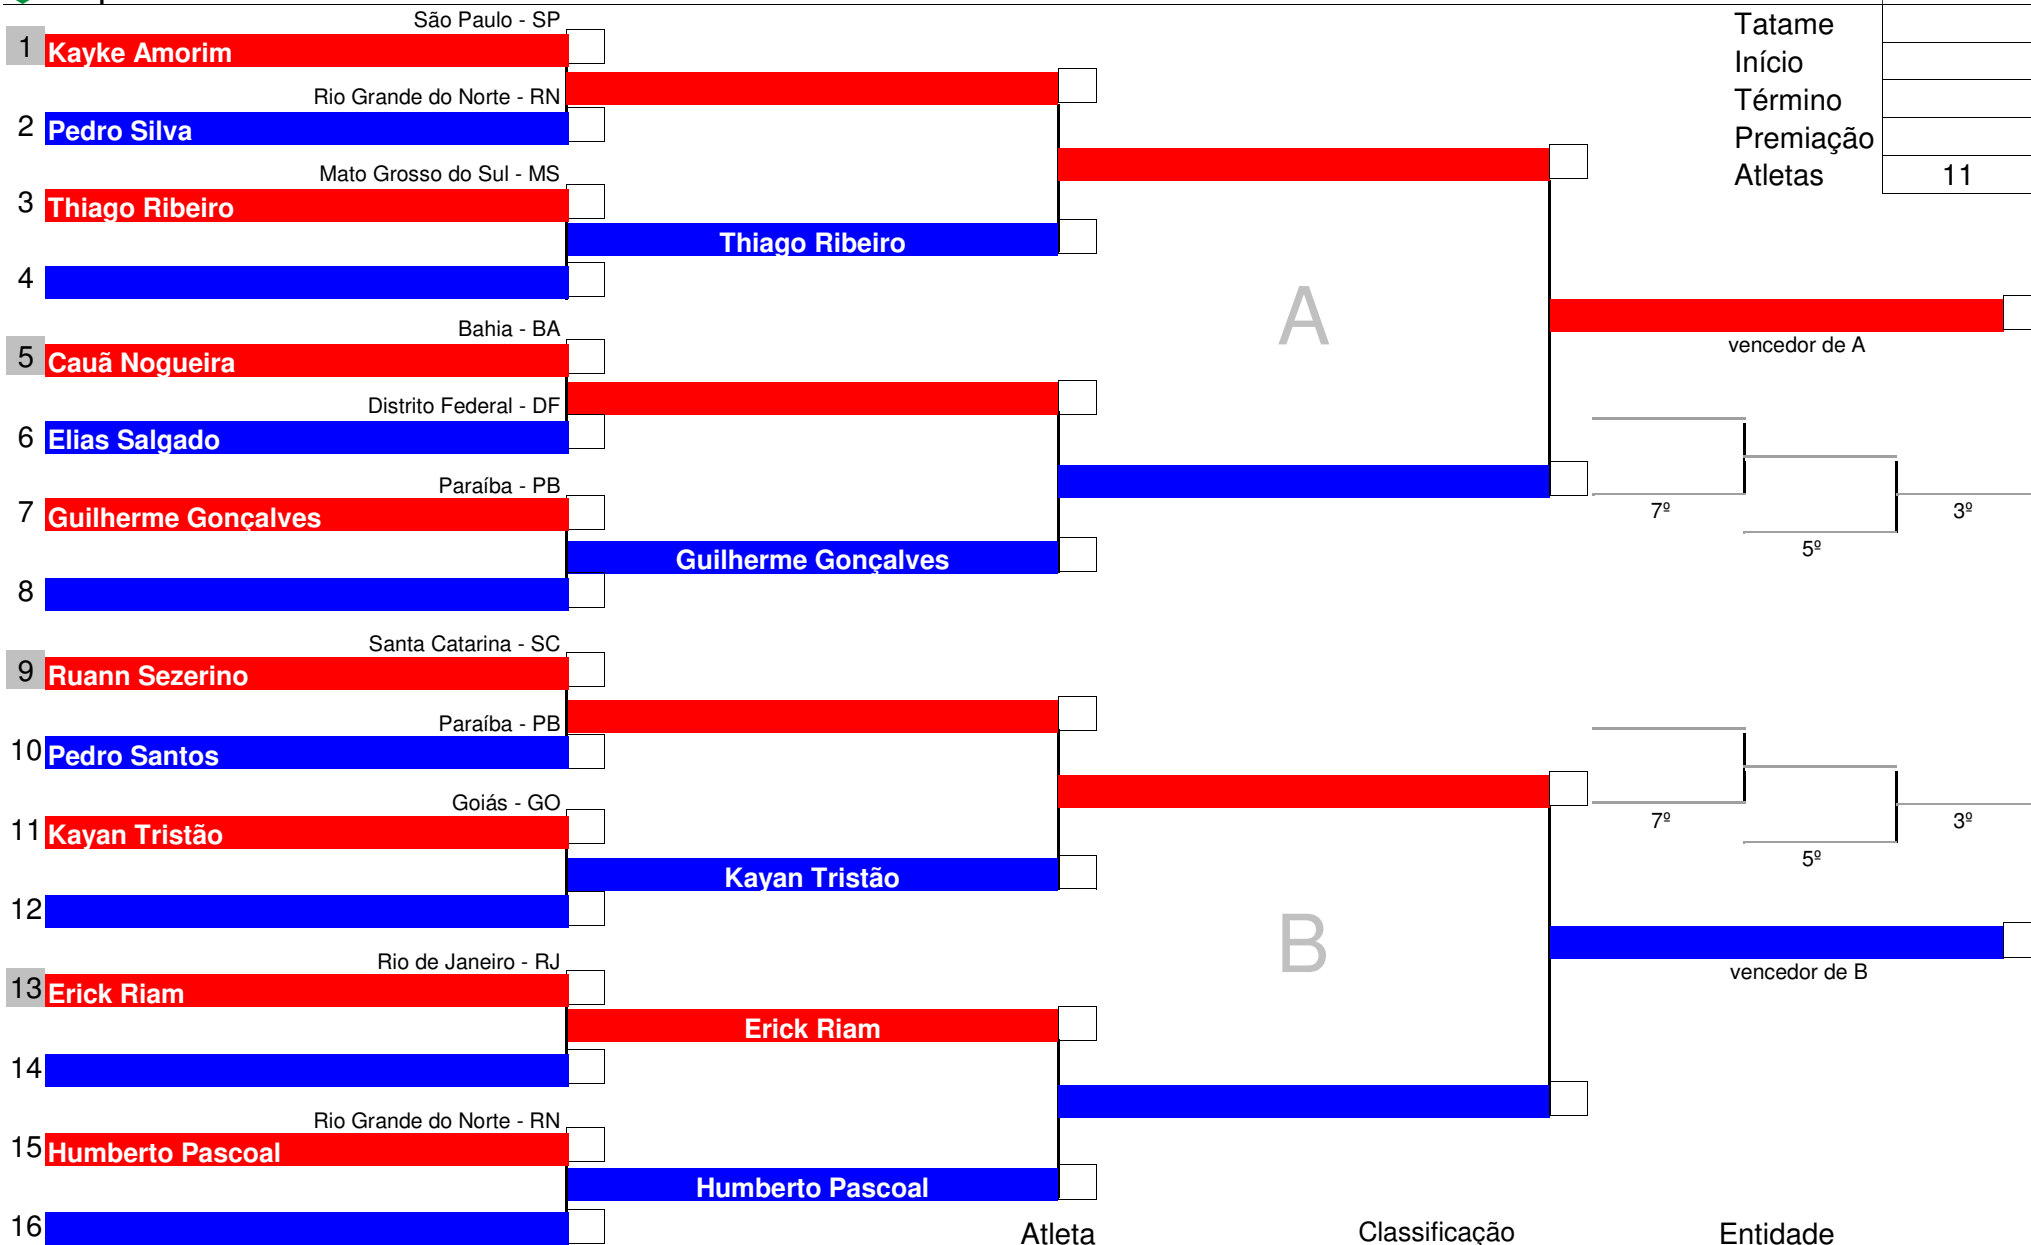 São Paulo - SP
1 Kayke Amorim
Rio Grande do Norte - RN
2 Pedro Silva
Mato Grosso do Sul - MS
3 Thiago Ribeiro
Thiago Ribeiro
4
Bahia - BA
5 Cauã Nogueira
Distrito Federal - DF
6 Elias Salgado
Paraíba - PB
7 Guilherme Gonçalves
Guilherme Gonçalves
8
Santa Catarina - SC
9 Ruann Sezerino
Paraíba - PB
10 Pedro Santos
Goiás - GO
11 Kayan Tristão
Kayan Tristão
12
Rio de Janeiro - RJ
13 Erick Riam
Erick Riam
14
Rio Grande do Norte - RN
15 Humberto Pascoal
Humberto Pascoal
16
A
B
Tatame
Início
Término
Premiação
Atletas 11
vencedor de A
7º
3º
5º
7º
3º
5º
vencedor de B
Atleta Classificação Entidade